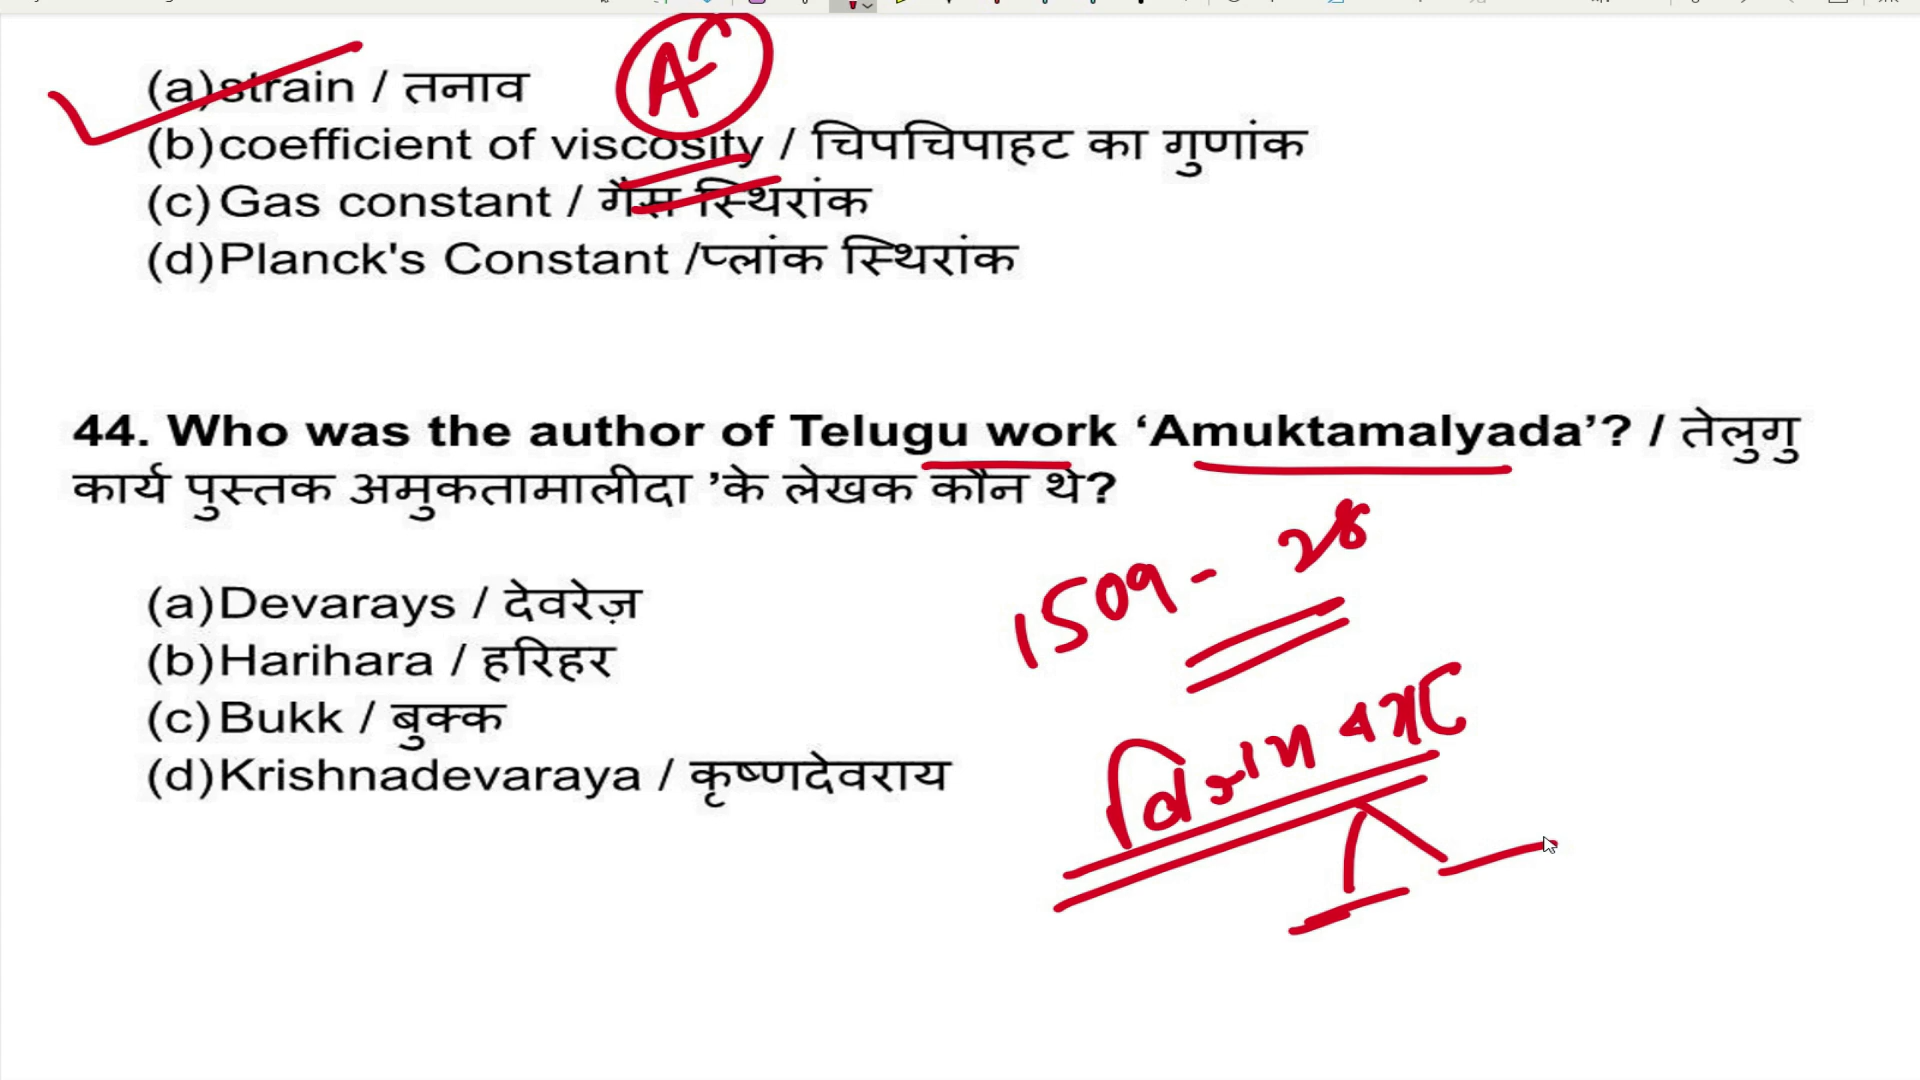 (a) strain / तनाव
A
(b) coefficient of viscosity / चिपचिपाहट का गुणांक
(c) Gas constant / गैस स्थिरांक
(d) Planck's Constant /प्लांक स्थिरांक
44. Who was the author of Telugu work ‘Amuktamalyada’? / तेलुगु
कार्य पुस्तक अमुकतामालीदा ’के लेखक कौन थे?
1509 - 28
(a) Devarays / देवरेज़
(b) Harihara / हरिहर
(c) Bukk / बुक्क
(d) Krishnadevaraya / कृष्णदेवराय